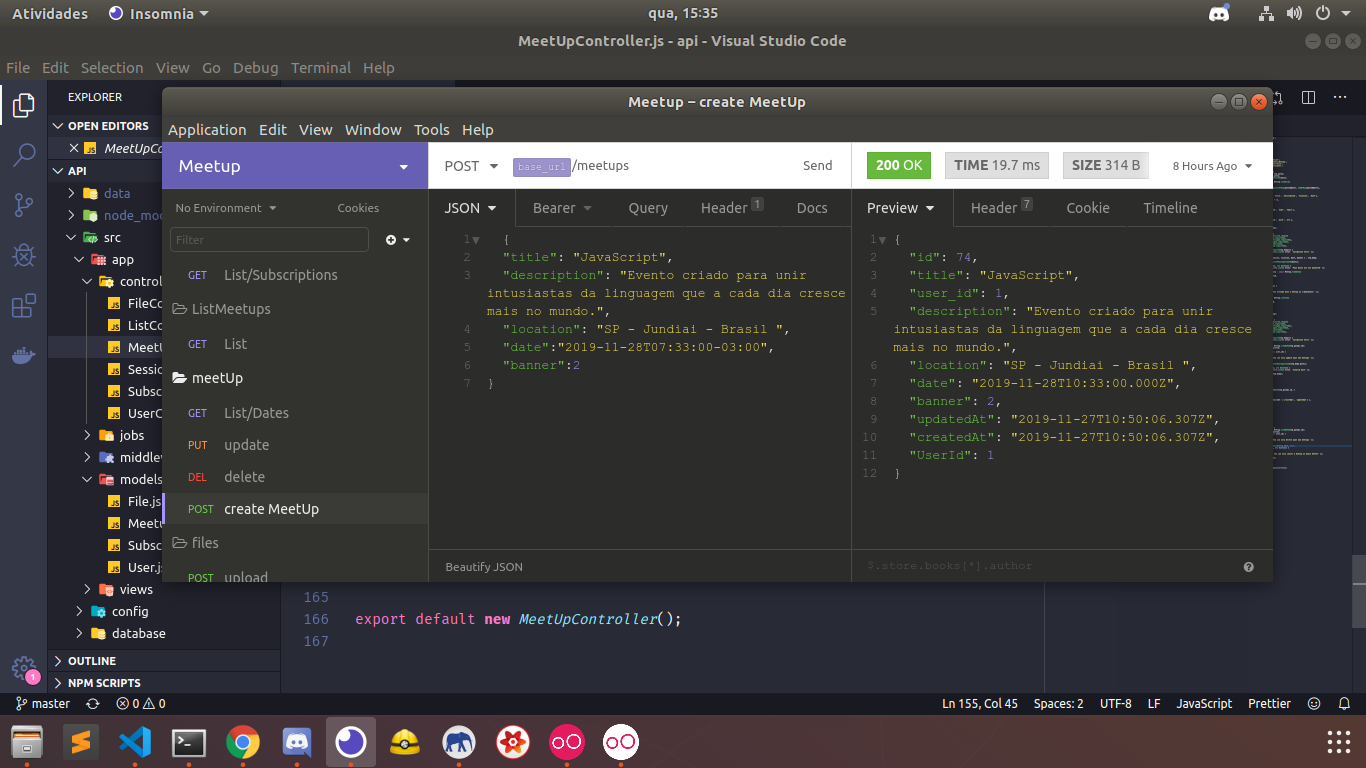 Atividades Insomnia qua, 15:35
MeetUpController.js - api - Visual Studio Code
File Edit Selection View Go Debug Terminal Help
EXPLORER
OPEN EDITORS
MeetUpCo
API
data
node_mod
src
app
control
FileCo
ListCo
MeetU
Sessio
Subsc
UserC
jobs
middlew
models
File.js
Meetu
Subsc
User.js
views
config
database
OUTLINE
NPM SCRIPTS
Meetup – create MeetUp
Application Edit View Window Tools Help
Meetup
No Environment Cookies
Filter
GET List/Subscriptions
ListMeetups
GET List
meetUp
GET List/Dates
PUT update
DEL delete
POST create MeetUp
files
POST upload
POST base_url/meetups Send
JSON Bearer Query Header 1 Docs
1 {
2 "title": "JavaScript",
3 "description": "Evento criado para unir
intusiastas da linguagem que a cada dia cresce
mais no mundo.",
4 "location": "SP - Jundiai - Brasil ",
5 "date":"2019-11-28T07:33:00-03:00",
6 "banner":2
7 }
Beautify JSON
200 OK TIME 19.7 ms SIZE 314 B 8 Hours Ago
Preview Header 7 Cookie Timeline
1 {
2 "id": 74,
3 "title": "JavaScript",
4 "user_id": 1,
5 "description": "Evento criado para unir
intusiastas da linguagem que a cada dia cresce
mais no mundo.",
6 "location": "SP - Jundiai - Brasil ",
7 "date": "2019-11-28T10:33:00.000Z",
8 "banner": 2,
9 "updatedAt": "2019-11-27T10:50:06.307Z",
10 "createdAt": "2019-11-27T10:50:06.307Z",
11 "UserId": 1
12 }
$.store.books[*].author
165
166 export default new MeetUpController();
167
1
master 0 0 Ln 155, Col 45 Spaces: 2 UTF-8 LF JavaScript Prettier